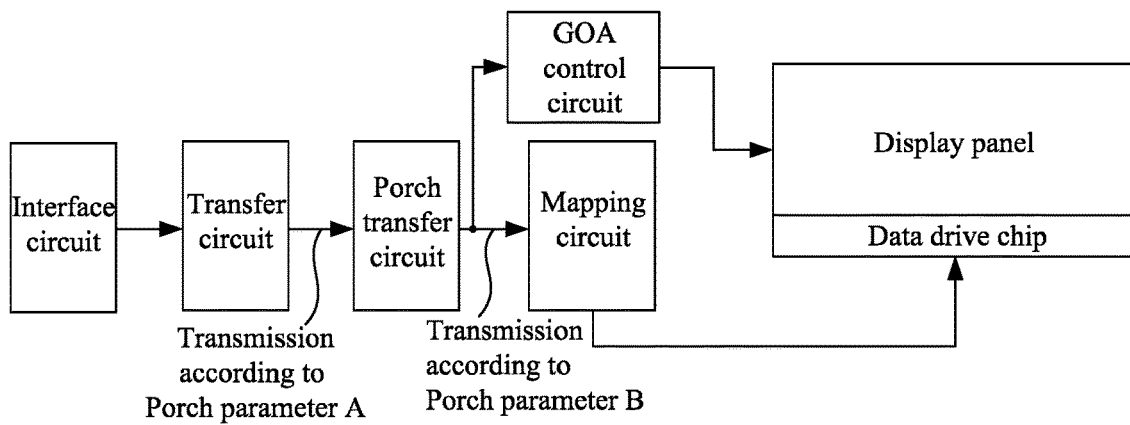 GOA
control
circuit
Display panel
Data drive chip
Interface
circuit
Transfer
circuit
Porch
transfer
circuit
Mapping
circuit
Transmission
according to
Porch parameter A
Transmission
according to
Porch parameter B